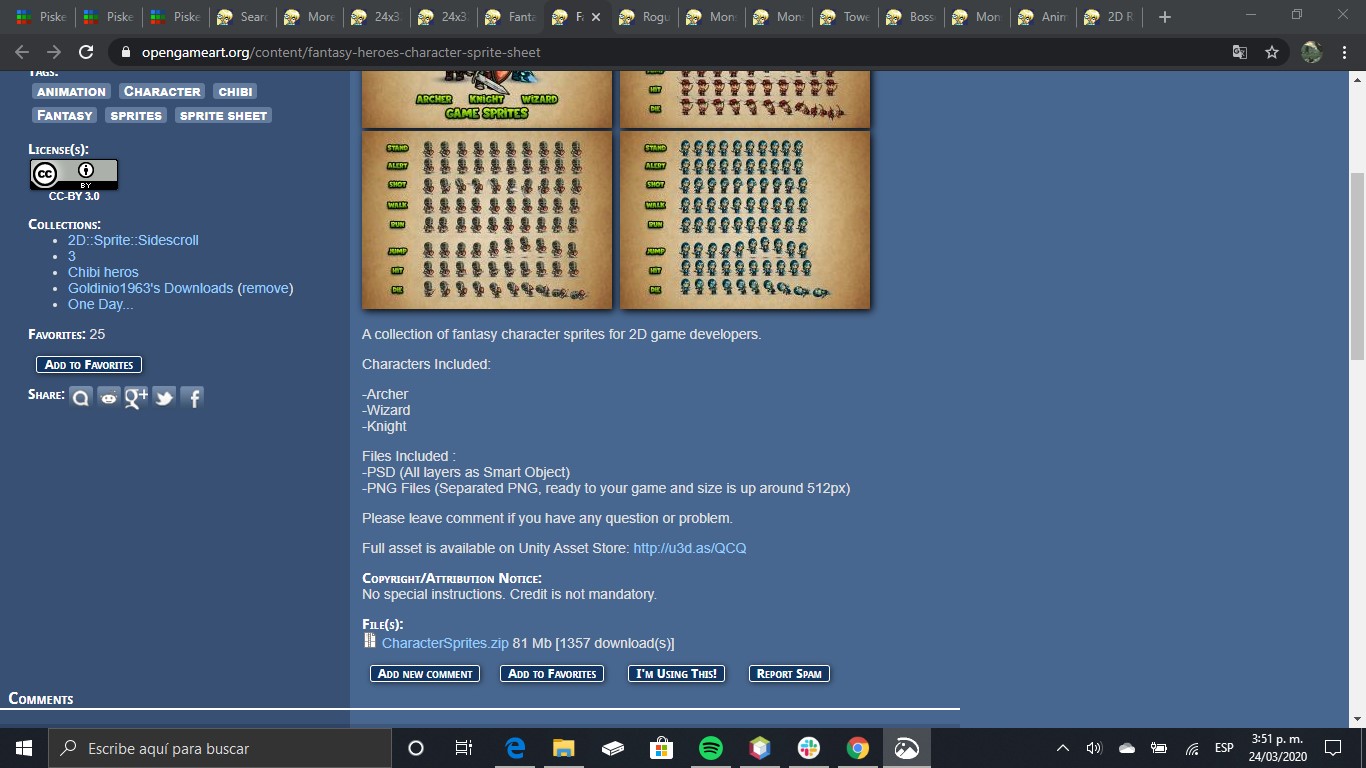 Piske
Piske
Piske
Sear
More
24x3
24x3
Fanta
Fa
Rogu
Mon
Mon
Towe
Boss
Mon
Anim
2D R
opengameart.org/content/fantasy-heroes-character-sprite-sheet
Tags:
animation Character chibi
Fantasy sprites sprite sheet
License(s):
cc BY
CC-BY 3.0
Collections:
2D::Sprite::Sidescroll
3
Chibi heros
Goldinio1963's Downloads (remove)
One Day...
Favorites: 25
Add to Favorites
Share:
ARCHER KNIGHT WIZARD
GAME SPRITES
HIT
DIE
STAND
ALERT
SHOT
WALK
RUN
JUMP
HIT
DIE
STAND
ALERT
SHOT
WALK
RUN
JUMP
HIT
DIE
A collection of fantasy character sprites for 2D game developers.
Characters Included:
-Archer
-Wizard
-Knight
Files Included :
-PSD (All layers as Smart Object)
-PNG Files (Separated PNG, ready to your game and size is up around 512px)
Please leave comment if you have any question or problem.
Full asset is available on Unity Asset Store: http://u3d.as/QCQ
Copyright/Attribution Notice:
No special instructions. Credit is not mandatory.
File(s):
CharacterSprites.zip 81 Mb [1357 download(s)]
Add new comment Add to Favorites I'm Using This! Report Spam
Comments
Escribe aquí para buscar
ESP
3:51 p. m.
24/03/2020